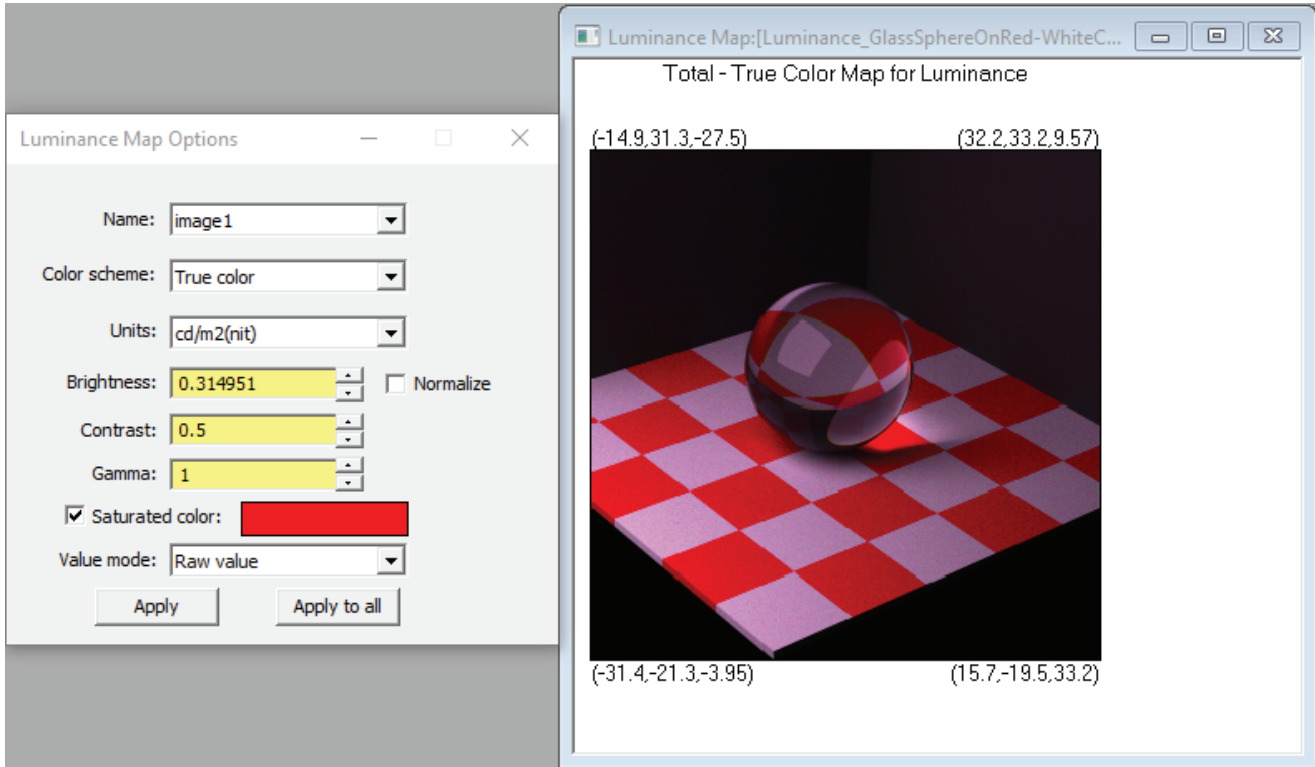 Luminance Map Options
Name: image1
Color scheme: True color
Units: cd/m2(nit)
Brightness: 0.314951 Normalize
Contrast: 0.5
Gamma: 1
Saturated color:
Value mode: Raw value
Apply Apply to all
Luminance Map:[Luminance_GlassSphereOnRed-WhiteC...
Total - True Color Map for Luminance
(-14.9,31.3,-27.5) (32.2,33.2,9.57)
(-31.4,-21.3,-3.95) (15.7,-19.5,33.2)